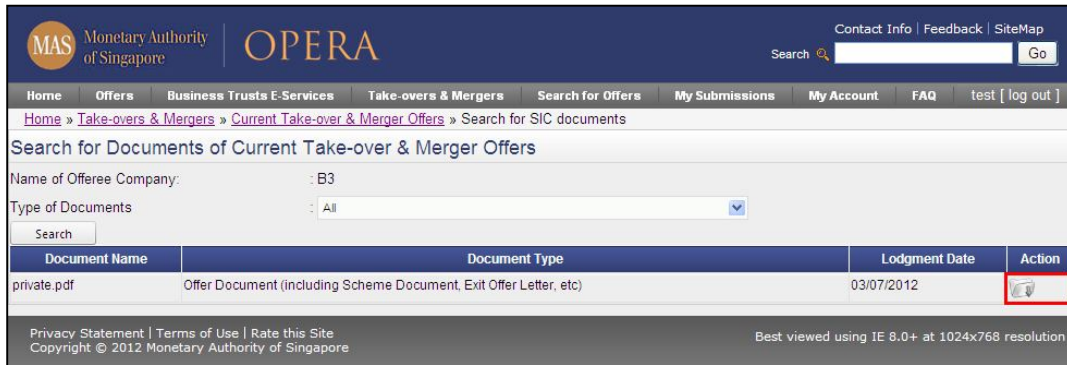 MAS Monetary Authority of Singapore
OPERA
Contact Info | Feedback | SiteMap
Search Go
Home Offers Business Trusts E-Services Take-overs & Mergers Search for Offers My Submissions My Account FAQ test [ log out ]
Home » Take-overs & Mergers » Current Take-over & Merger Offers » Search for SIC documents
Search for Documents of Current Take-over & Merger Offers
Name of Offeree Company: : B3
Type of Documents : All
Search
Document Name Document Type Lodgment Date Action
private.pdf Offer Document (including Scheme Document, Exit Offer Letter, etc) 03/07/2012
Privacy Statement | Terms of Use | Rate this Site
Copyright © 2012 Monetary Authority of Singapore
Best viewed using IE 8.0+ at 1024x768 resolution